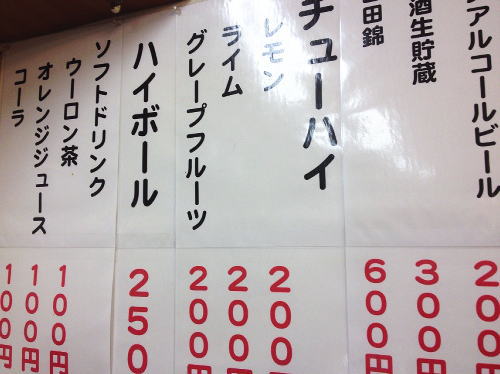 アルコールビール
200
酒生貯蔵
300
田錦
600円
チューハイ
レモン
200
ライム
200
グレープフルーツ
200
ハイボール
250
ソフトドリンク
ウーロン茶
100円
オレンジジュース
100円
コーラ
100円